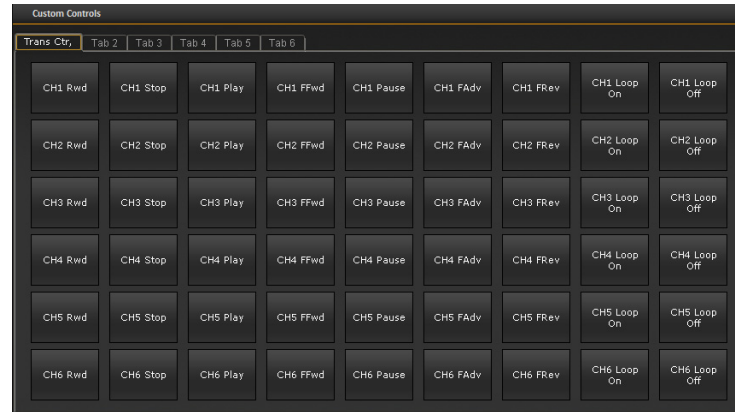 Custom Controls
Trans Ctr, Tab 2 Tab 3 Tab 4 Tab 5 Tab 6
CH1 Rwd CH1 Stop CH1 Play CH1 FFwd CH1 Pause CH1 FAdv CH1 FRev CH1 Loop On CH1 Loop Off
CH2 Rwd CH2 Stop CH2 Play CH2 FFwd CH2 Pause CH2 FAdv CH2 FRev CH2 Loop On CH2 Loop Off
CH3 Rwd CH3 Stop CH3 Play CH3 FFwd CH3 Pause CH3 FAdv CH3 FRev CH3 Loop On CH3 Loop Off
CH4 Rwd CH4 Stop CH4 Play CH4 FFwd CH4 Pause CH4 FAdv CH4 FRev CH4 Loop On CH4 Loop Off
CH5 Rwd CH5 Stop CH5 Play CH5 FFwd CH5 Pause CH5 FAdv CH5 FRev CH5 Loop On CH5 Loop Off
CH6 Rwd CH6 Stop CH6 Play CH6 FFwd CH6 Pause CH6 FAdv CH6 FRev CH6 Loop On CH6 Loop Off